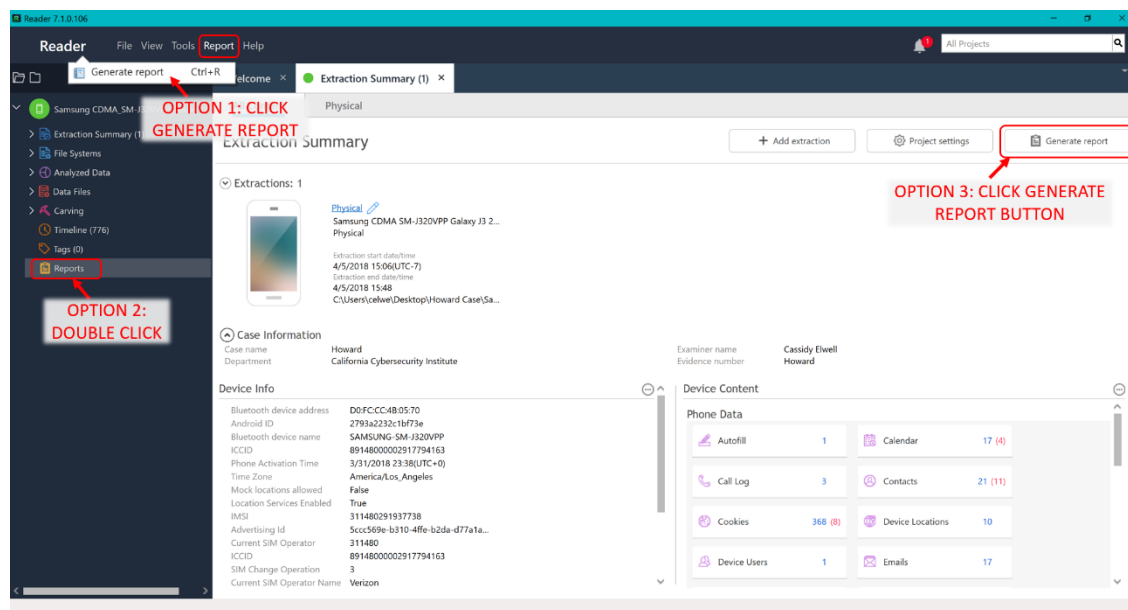 Reader 7.1.0.106
Reader File View Tools Report Help
All Projects
1
Generate report Ctrl+R
elcome × Extraction Summary (1) ×
OPTION 1: CLICK
GENERATE REPORT
Physical
Samsung CDMA_SM-J3
Extraction Summary (1)
File Systems
Analyzed Data
Data Files
Carving
Timeline (776)
Tags (0)
Reports
OPTION 2:
DOUBLE CLICK
Extraction Summary
+ Add extraction
Project settings
Generate report
OPTION 3: CLICK GENERATE
REPORT BUTTON
Extractions: 1
Physical
Samsung CDMA SM-J320VPP Galaxy J3 2...
Physical
Extraction start date/time
4/5/2018 15:06(UTC-7)
Extraction end date/time
4/5/2018 15:48
C:\Users\celwe\Desktop\Howard Case\Sa...
Case Information
Case name Howard
Department California Cybersecurity Institute
Examiner name Cassidy Elwell
Evidence number Howard
Device Info
Bluetooth device address D0:FC:CC:4B:05:70
Android ID 2793a2232c1bf73e
Bluetooth device name SAMSUNG-SM-J320VPP
ICCID 89148000002917794163
Phone Activation Time 3/31/2018 23:38(UTC+0)
Time Zone America/Los_Angeles
Mock locations allowed False
Location Services Enabled True
IMSI 311480291937738
Advertising Id 5ccc569e-b310-4ffe-b2da-d77a1a...
Current SIM Operator 311480
ICCID 89148000002917794163
SIM Change Operation 3
Current SIM Operator Name Verizon
Device Content
Phone Data
Autofill 1
Calendar 17 (4)
Call Log 3
Contacts 21 (11)
Cookies 368 (8)
Device Locations 10
Device Users 1
Emails 17